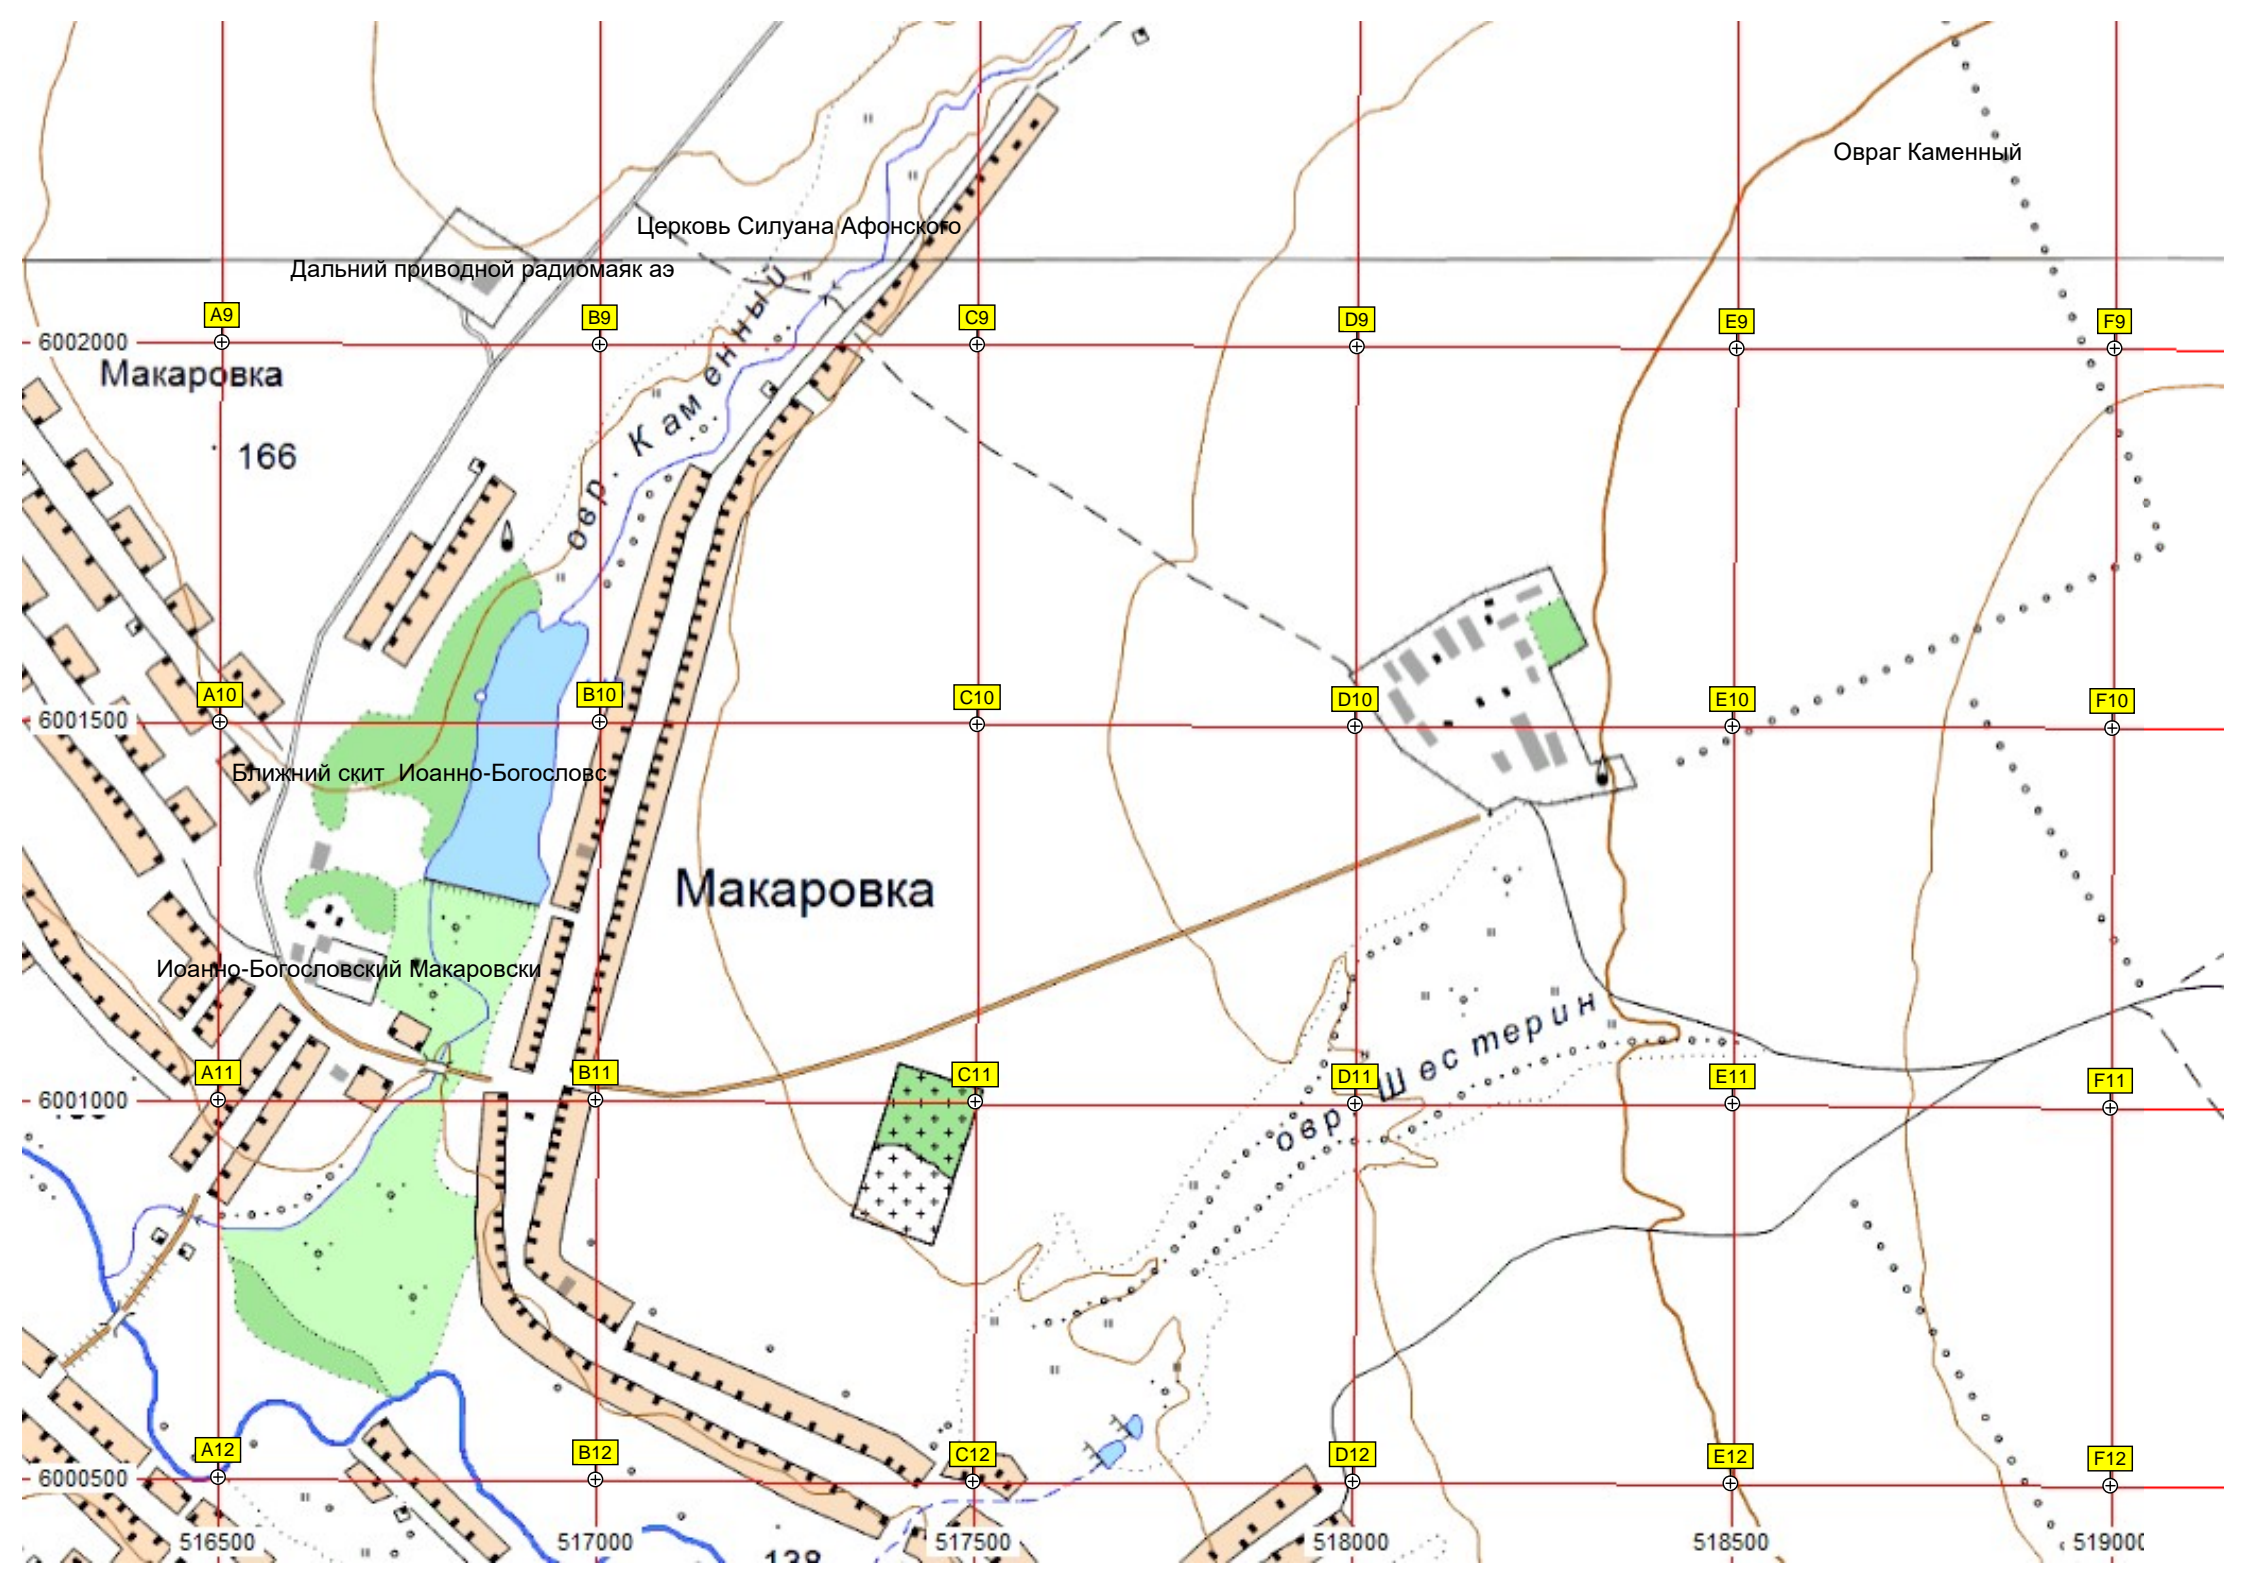 Овраг Каменный
Церковь Силуана Афонского
Дальний приводной радиомаяк аэ
A9
B9
C9
D9
E9
F9
6002000
Макаровка
166
овр. Каменный
A10
B10
C10
D10
E10
F10
6001500
Ближний скит Иоанно-Богословс
Макаровка
Иоанно-Богословский Макаровски
овр Шестерин
A11
B11
C11
D11
E11
F11
6001000
A12
B12
C12
D12
E12
F12
6000500
516500
517000
517500
518000
518500
519000